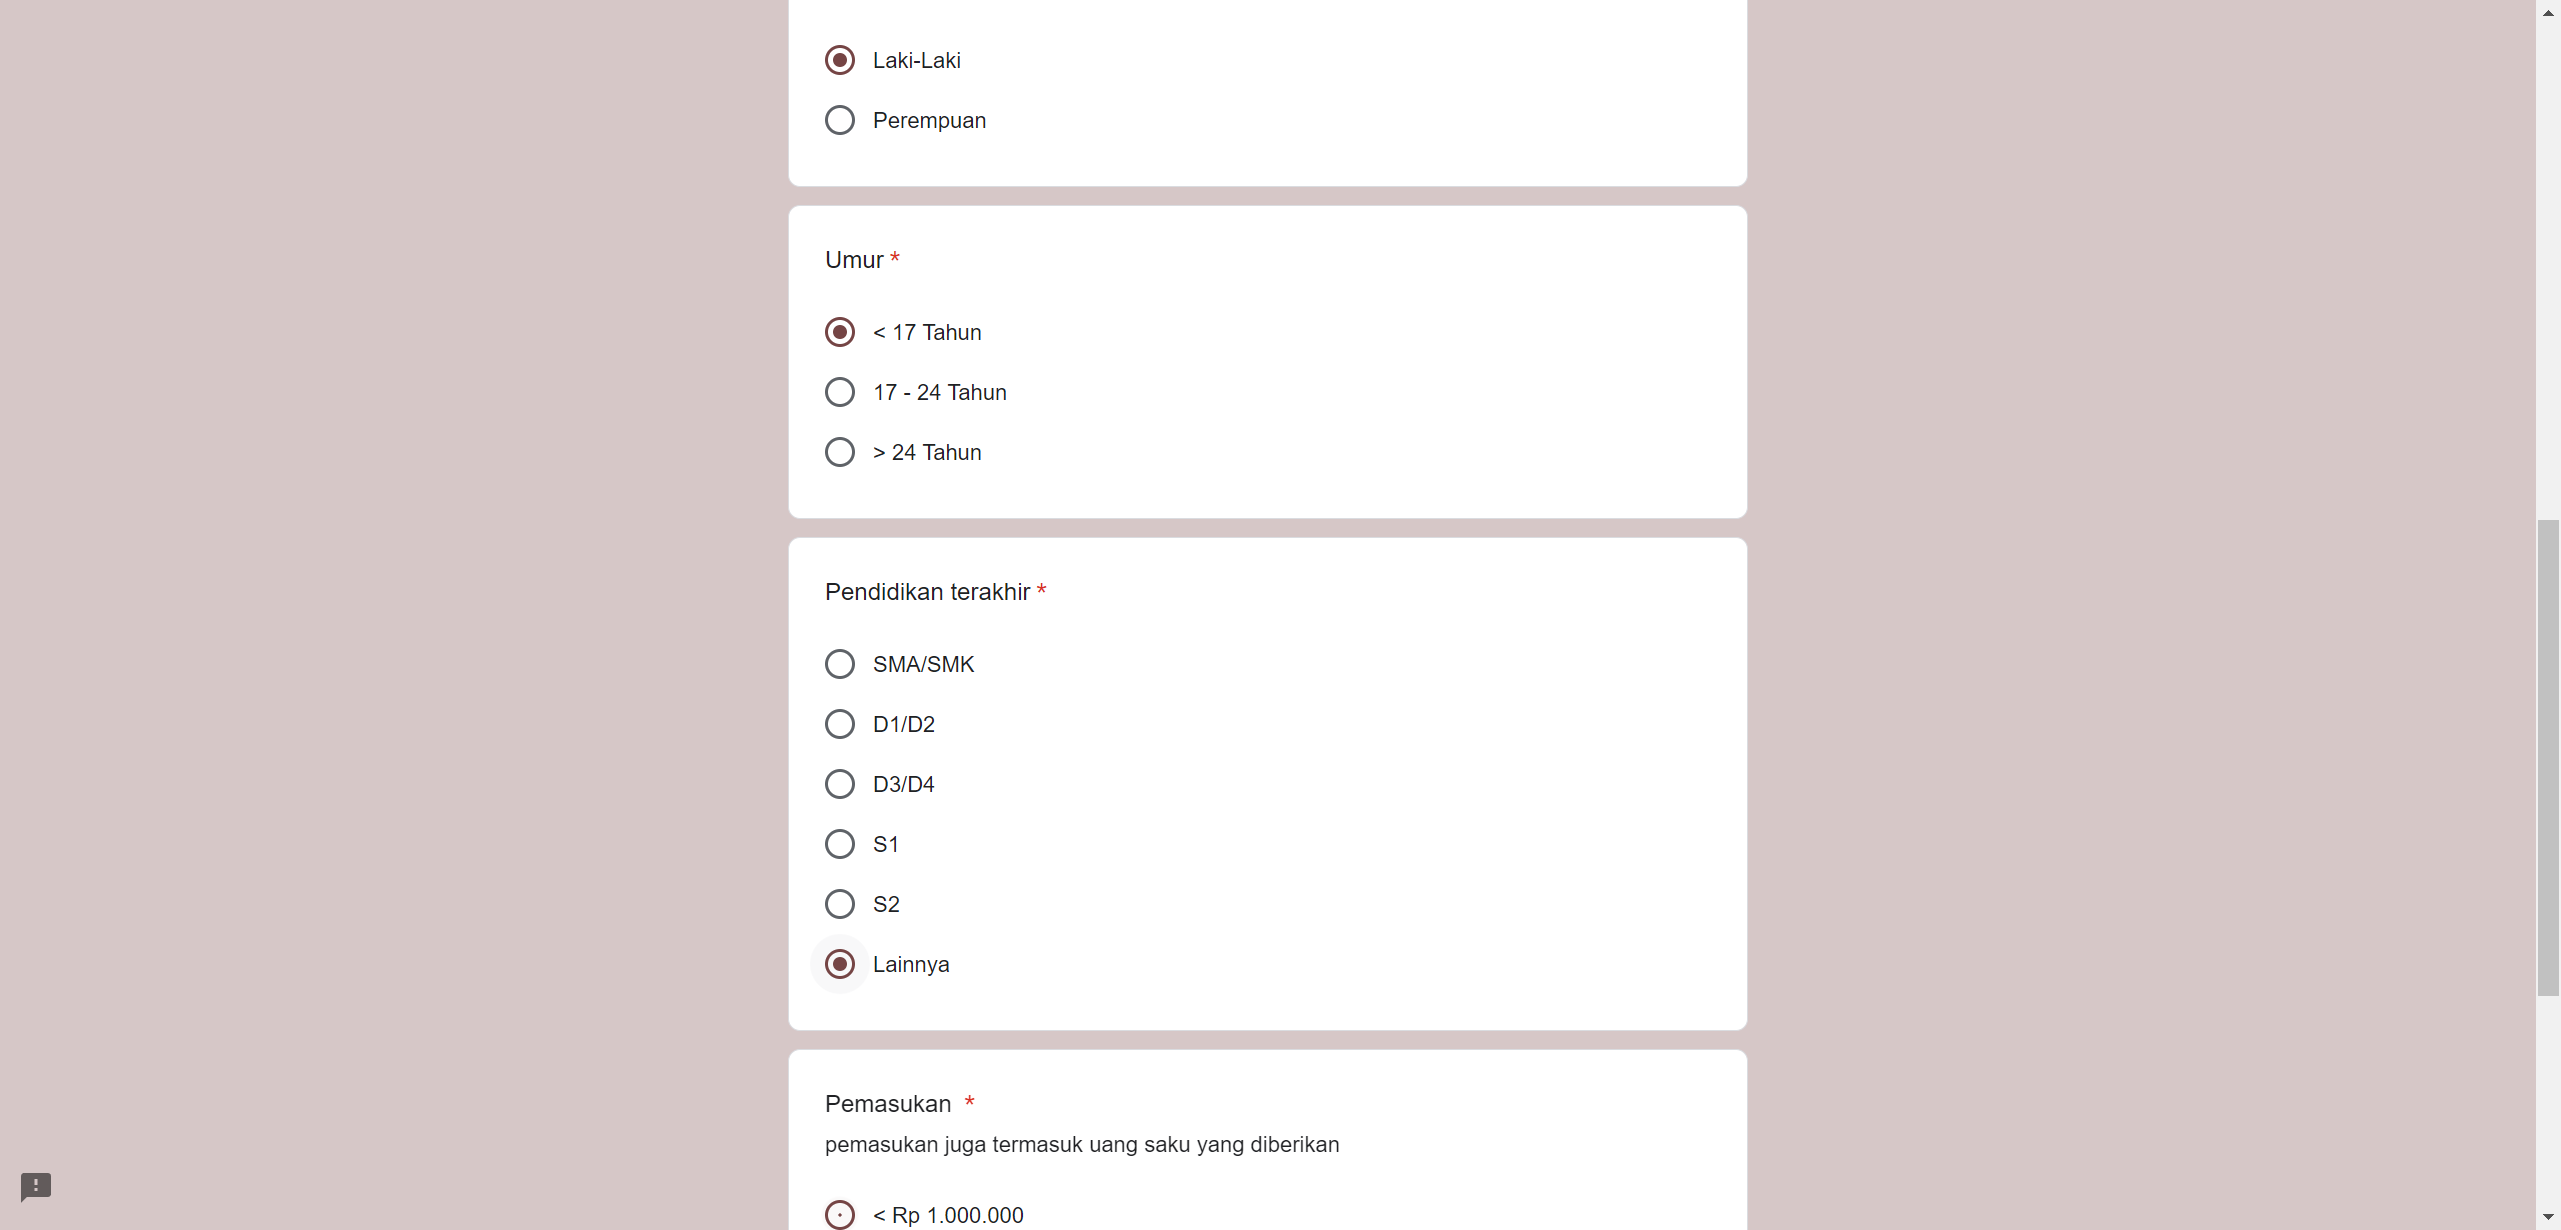 Laki-Laki
Perempuan
Umur *
< 17 Tahun
17 - 24 Tahun
> 24 Tahun
Pendidikan terakhir *
SMA/SMK
D1/D2
D3/D4
S1
S2
Lainnya
Pemasukan *
pemasukan juga termasuk uang saku yang diberikan
< Rp 1.000.000